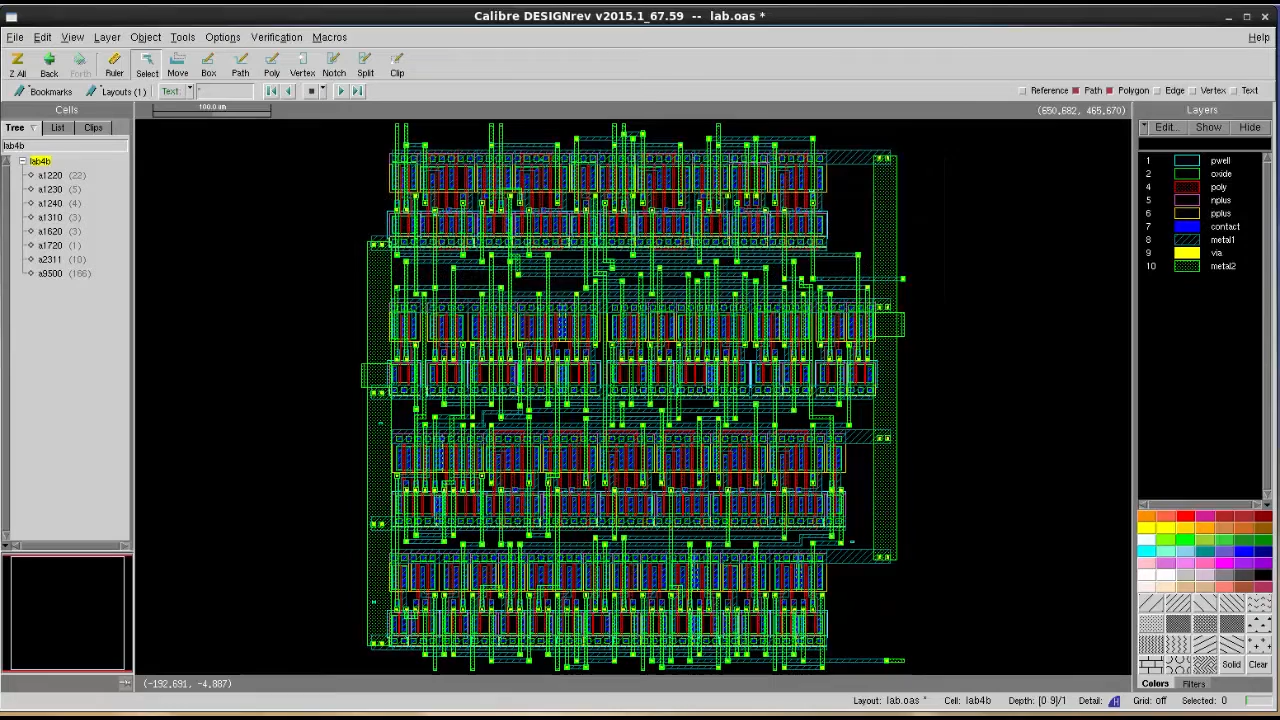 Calibre DESIGNrev v2015.1_67.59 -- lab.oas *
File Edit View Layer Object Tools Options Verification Macros Help
Z All Back Forth Ruler Select Move Box Path Poly Vertex Notch Split Clip
Bookmarks Layouts (1) Text * Reference Path Polygon Edge Vertex Text
Cells 100.0 um (650.682, 465.670) Layers
Tree List Clips Edit... Show Hide
lab4b
lab4b
a1220 (22)
a1230 (5)
a1240 (4)
a1310 (3)
a1620 (3)
a1720 (1)
a2311 (10)
a9500 (166)
1 pwell
2 oxide
4 poly
5 nplus
6 pplus
7 contact
8 metal1
9 via
10 metal2
Solid Clear
(-192.691, -4.887) Colors Filters
Layout: lab.oas * Cell: lab4b Depth: [0 9]/1 Detail: Grid: off Selected: 0